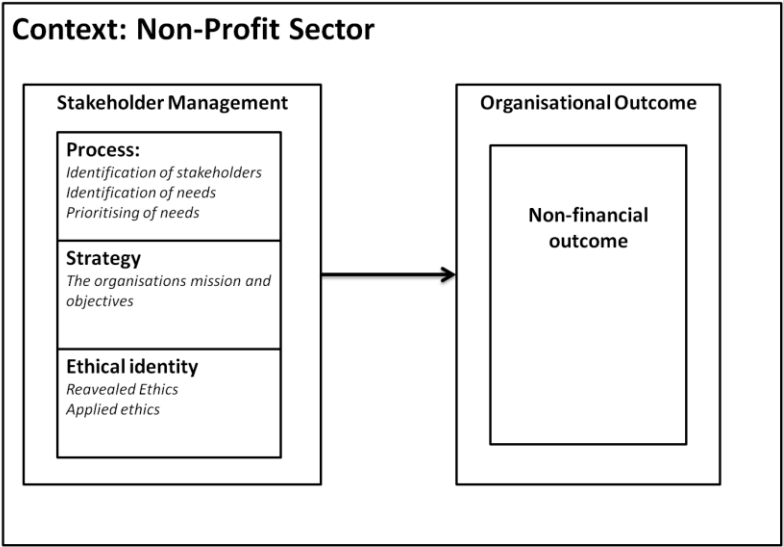 Context: Non-Profit Sector
Stakeholder Management
Process:
Identification of stakeholders
Identification of needs
Prioritising of needs
Strategy
The organisations mission and
objectives
Ethical identity
Reavealed Ethics
Applied ethics
Organisational Outcome
Non-financial
outcome